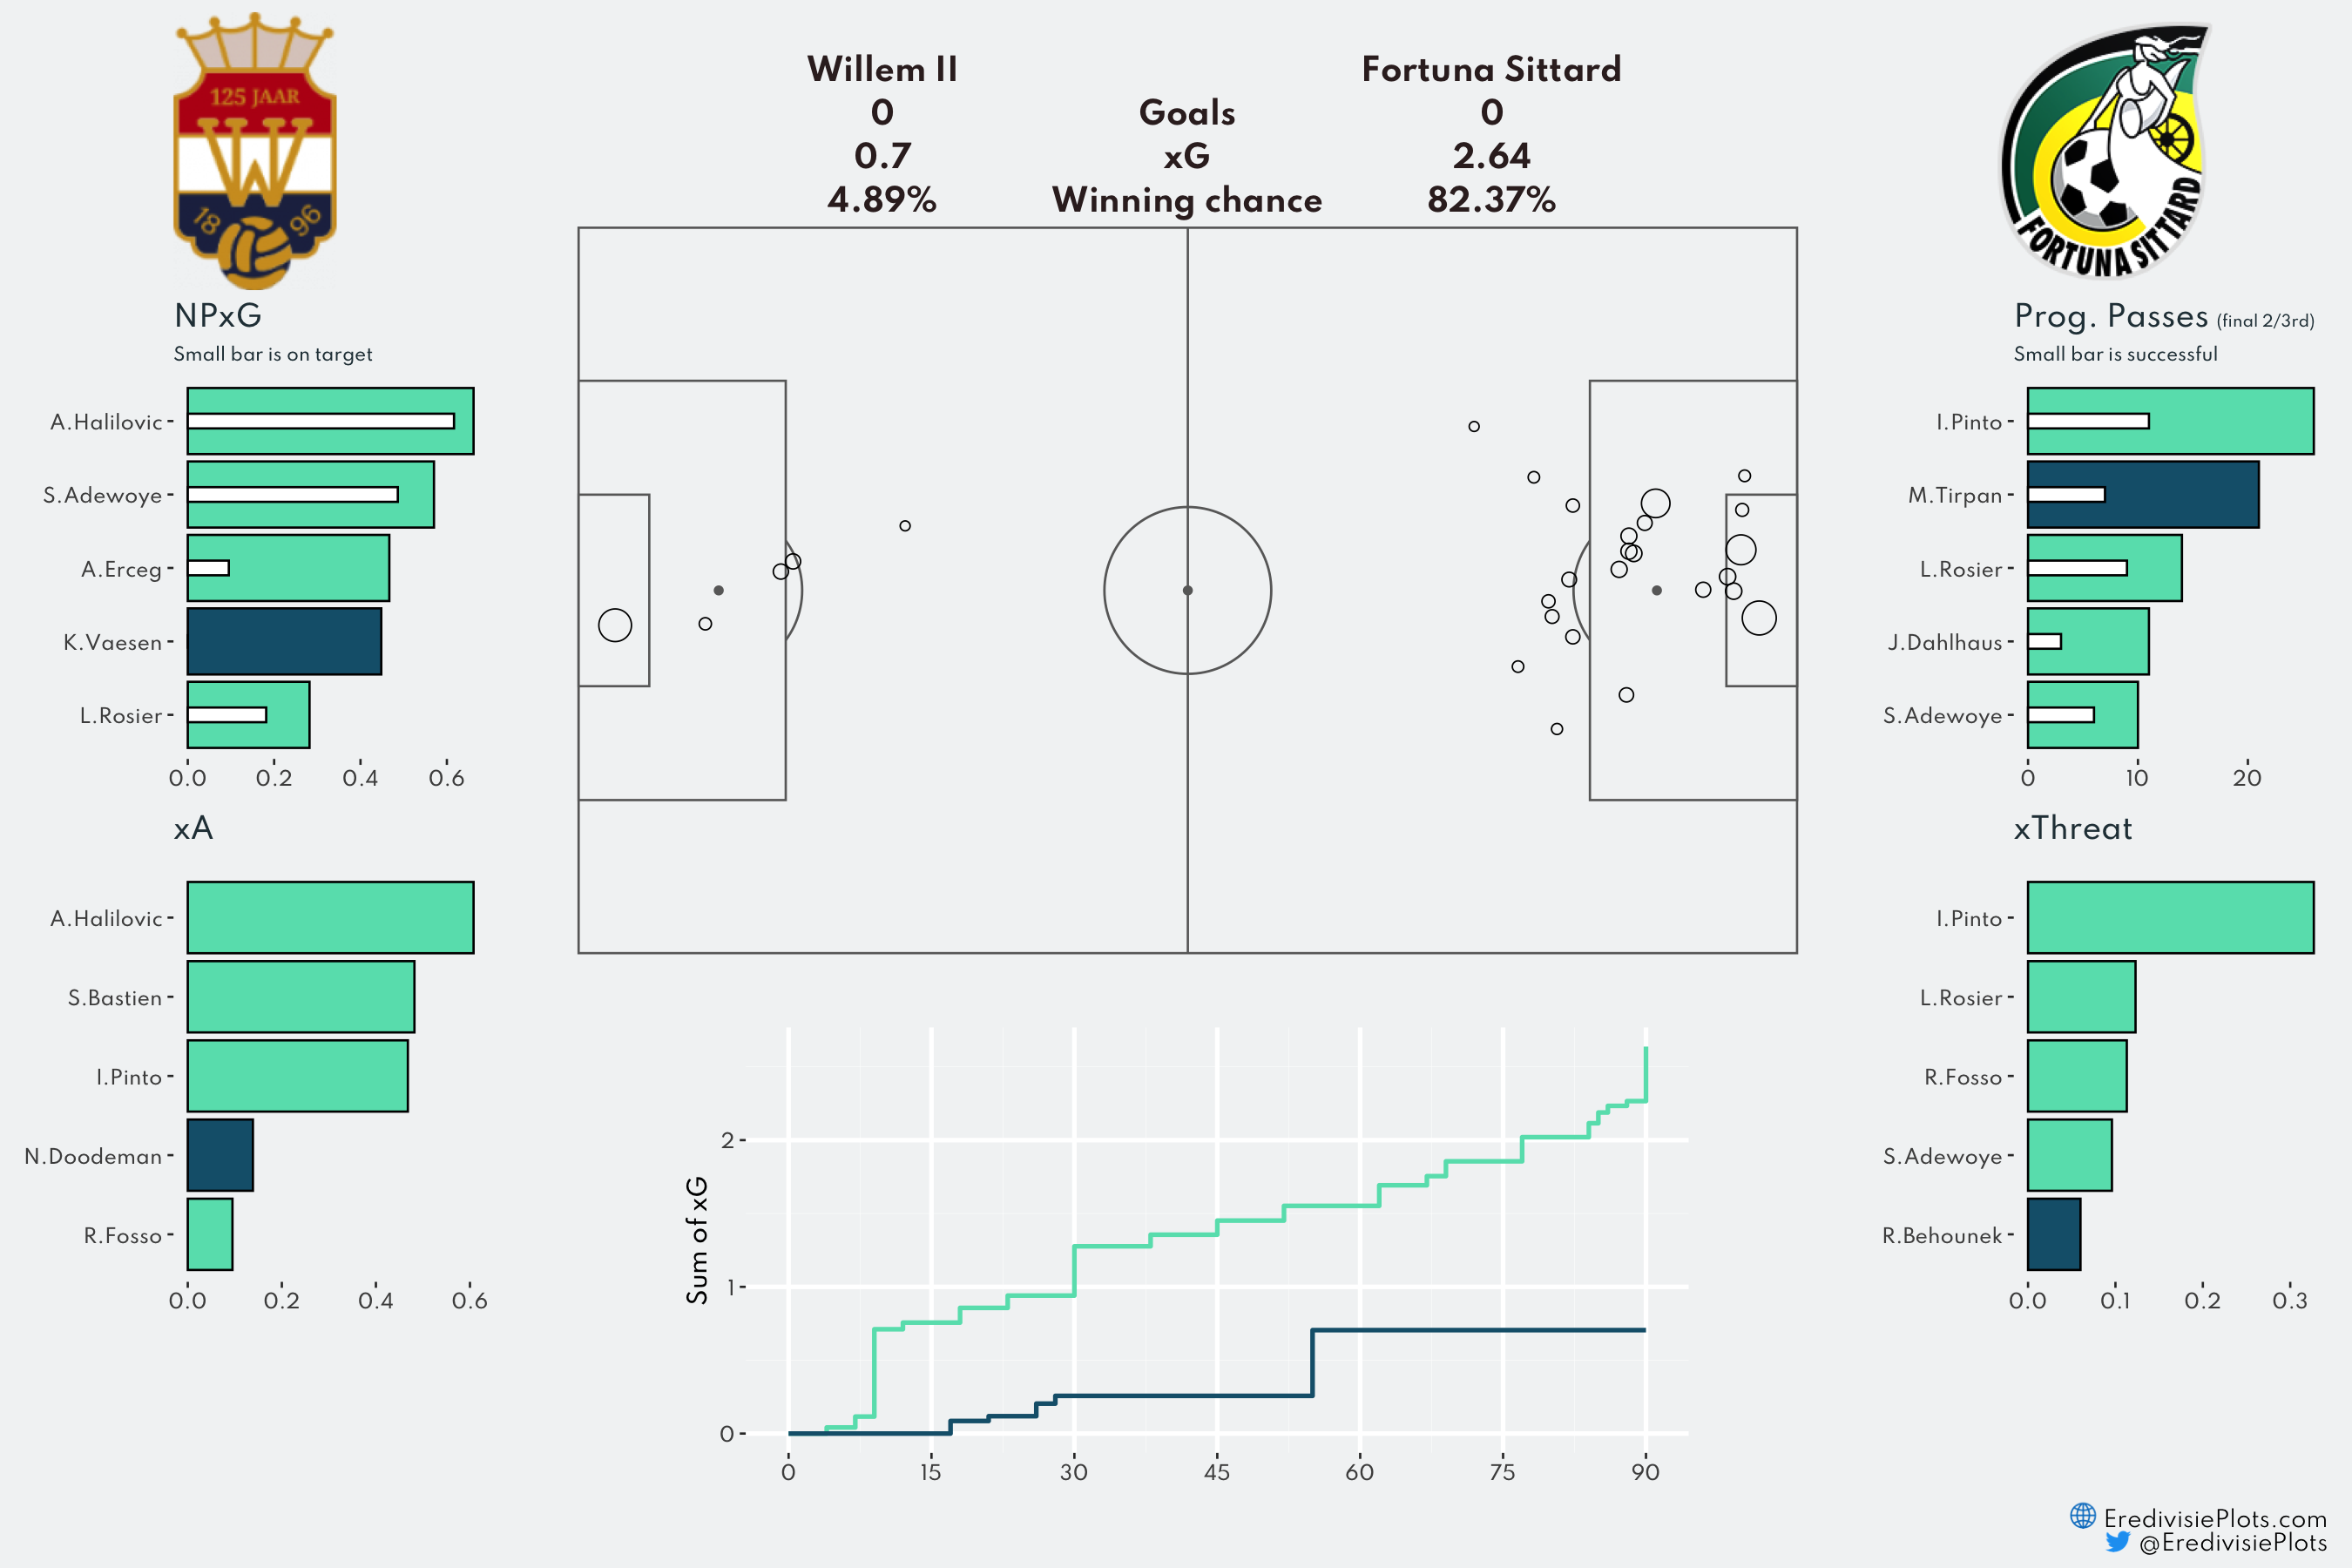 125 JAAR
W
18 96
FORTUNA SITTARD
Willem II Fortuna Sittard
0 Goals 0
0.7 xG 2.64
4.89% Winning chance 82.37%
NPxG
Small bar is on target
A.Halilovic
S.Adewoye
A.Erceg
K.Vaesen
L.Rosier
0.0 0.2 0.4 0.6
xA
A.Halilovic
S.Bastien
I.Pinto
N.Doodeman
R.Fosso
0.0 0.2 0.4 0.6
Sum of xG
2
1
0
0 15 30 45 60 75 90
Prog. Passes (final 2/3rd)
Small bar is successful
I.Pinto
M.Tirpan
L.Rosier
J.Dahlhaus
S.Adewoye
0 10 20
xThreat
I.Pinto
L.Rosier
R.Fosso
S.Adewoye
R.Behounek
0.0 0.1 0.2 0.3
EredivisiePlots.com
@EredivisiePlots